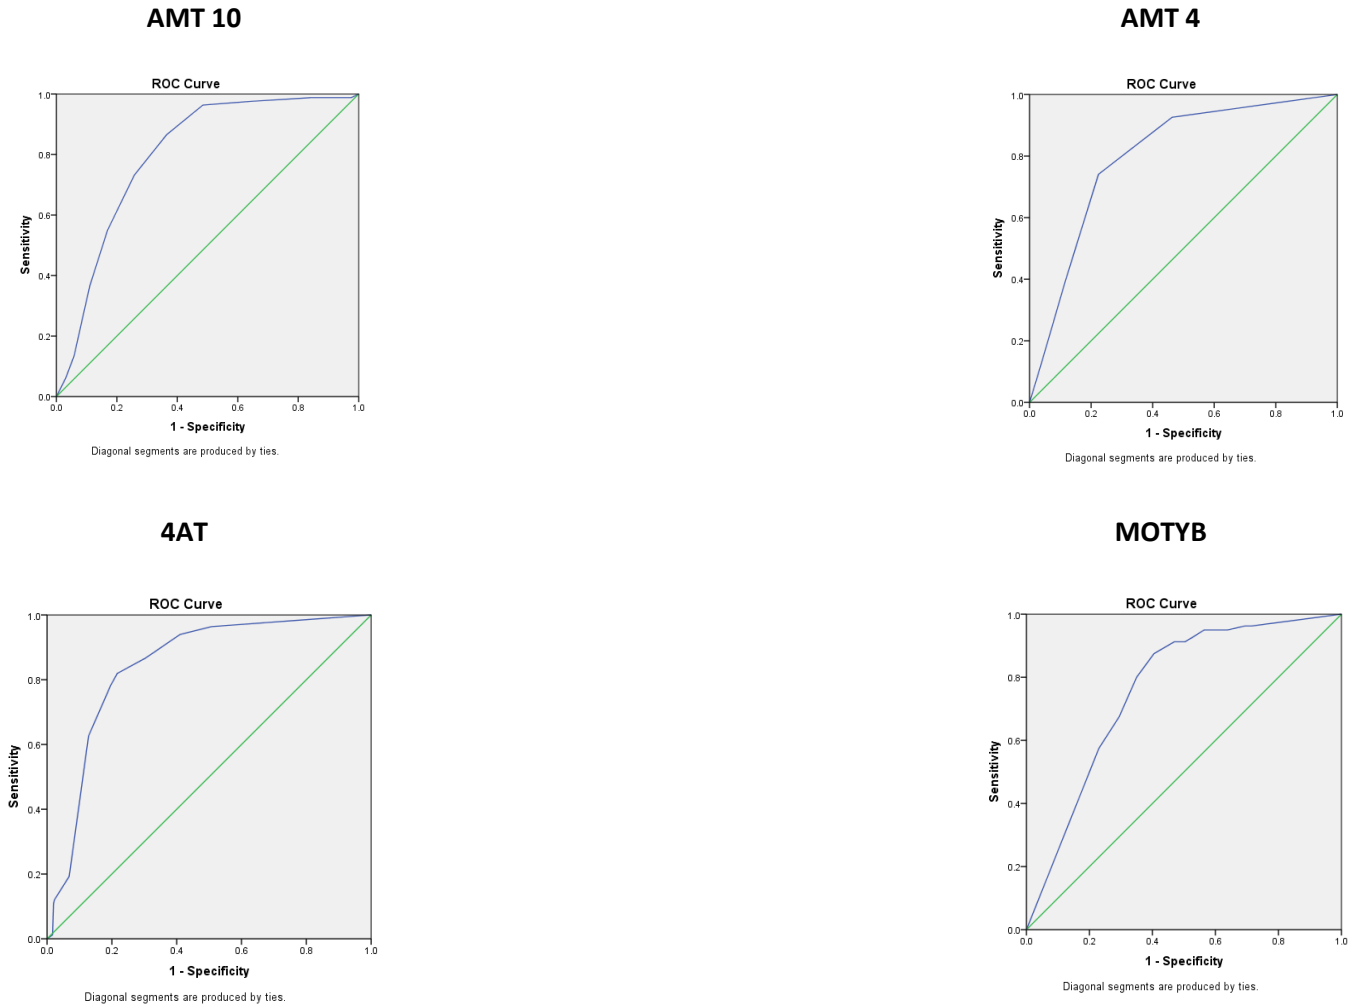 AMT 10
ROC Curve
1.0
0.8
0.6
0.4
0.2
0.0
Sensitivity
0.0 0.2 0.4 0.6 0.8 1.0
1 - Specificity
Diagonal segments are produced by ties.
AMT 4
ROC Curve
1.0
0.8
0.6
0.4
0.2
0.0
Sensitivity
0.0 0.2 0.4 0.6 0.8 1.0
1 - Specificity
Diagonal segments are produced by ties.
4AT
ROC Curve
1.0
0.8
0.6
0.4
0.2
0.0
Sensitivity
0.0 0.2 0.4 0.6 0.8 1.0
1 - Specificity
Diagonal segments are produced by ties.
MOTYB
ROC Curve
1.0
0.8
0.6
0.4
0.2
0.0
Sensitivity
0.0 0.2 0.4 0.6 0.8 1.0
1 - Specificity
Diagonal segments are produced by ties.